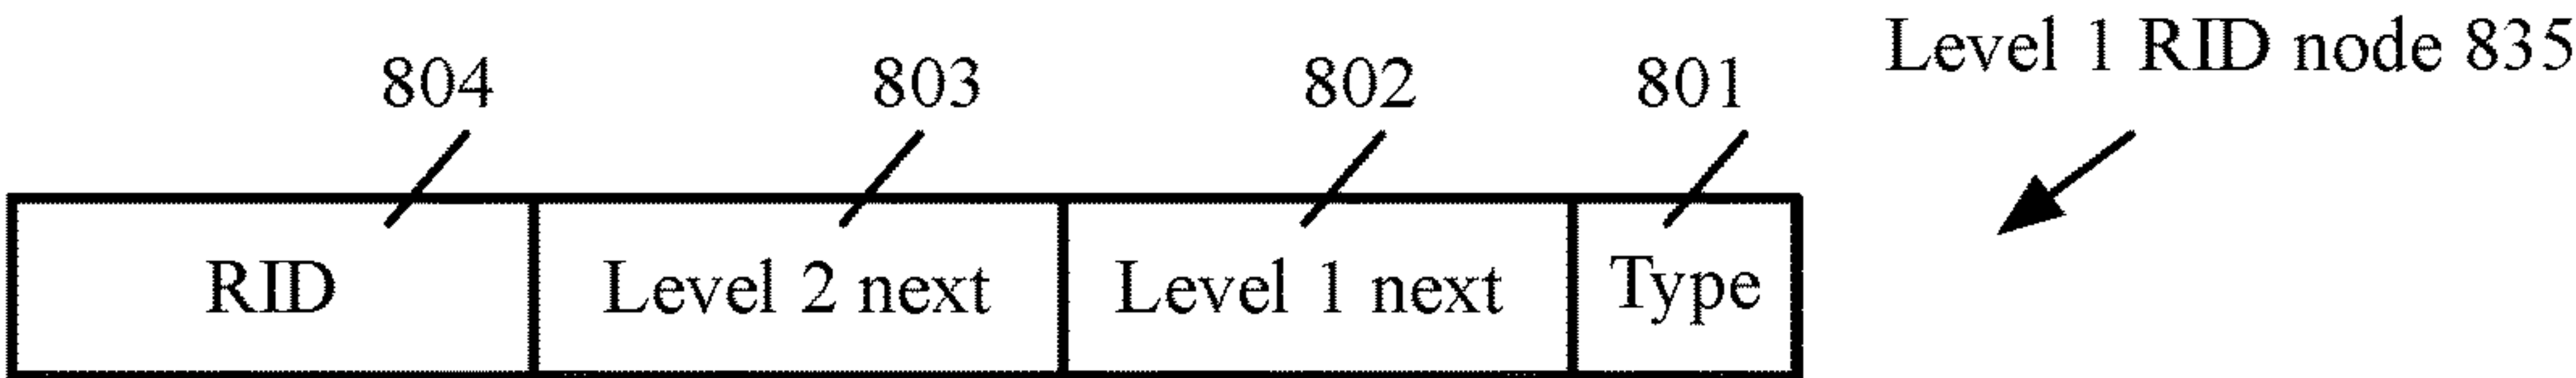 Level 1 RID node 835
804 803 802 801
RID Level 2 next Level 1 next Type